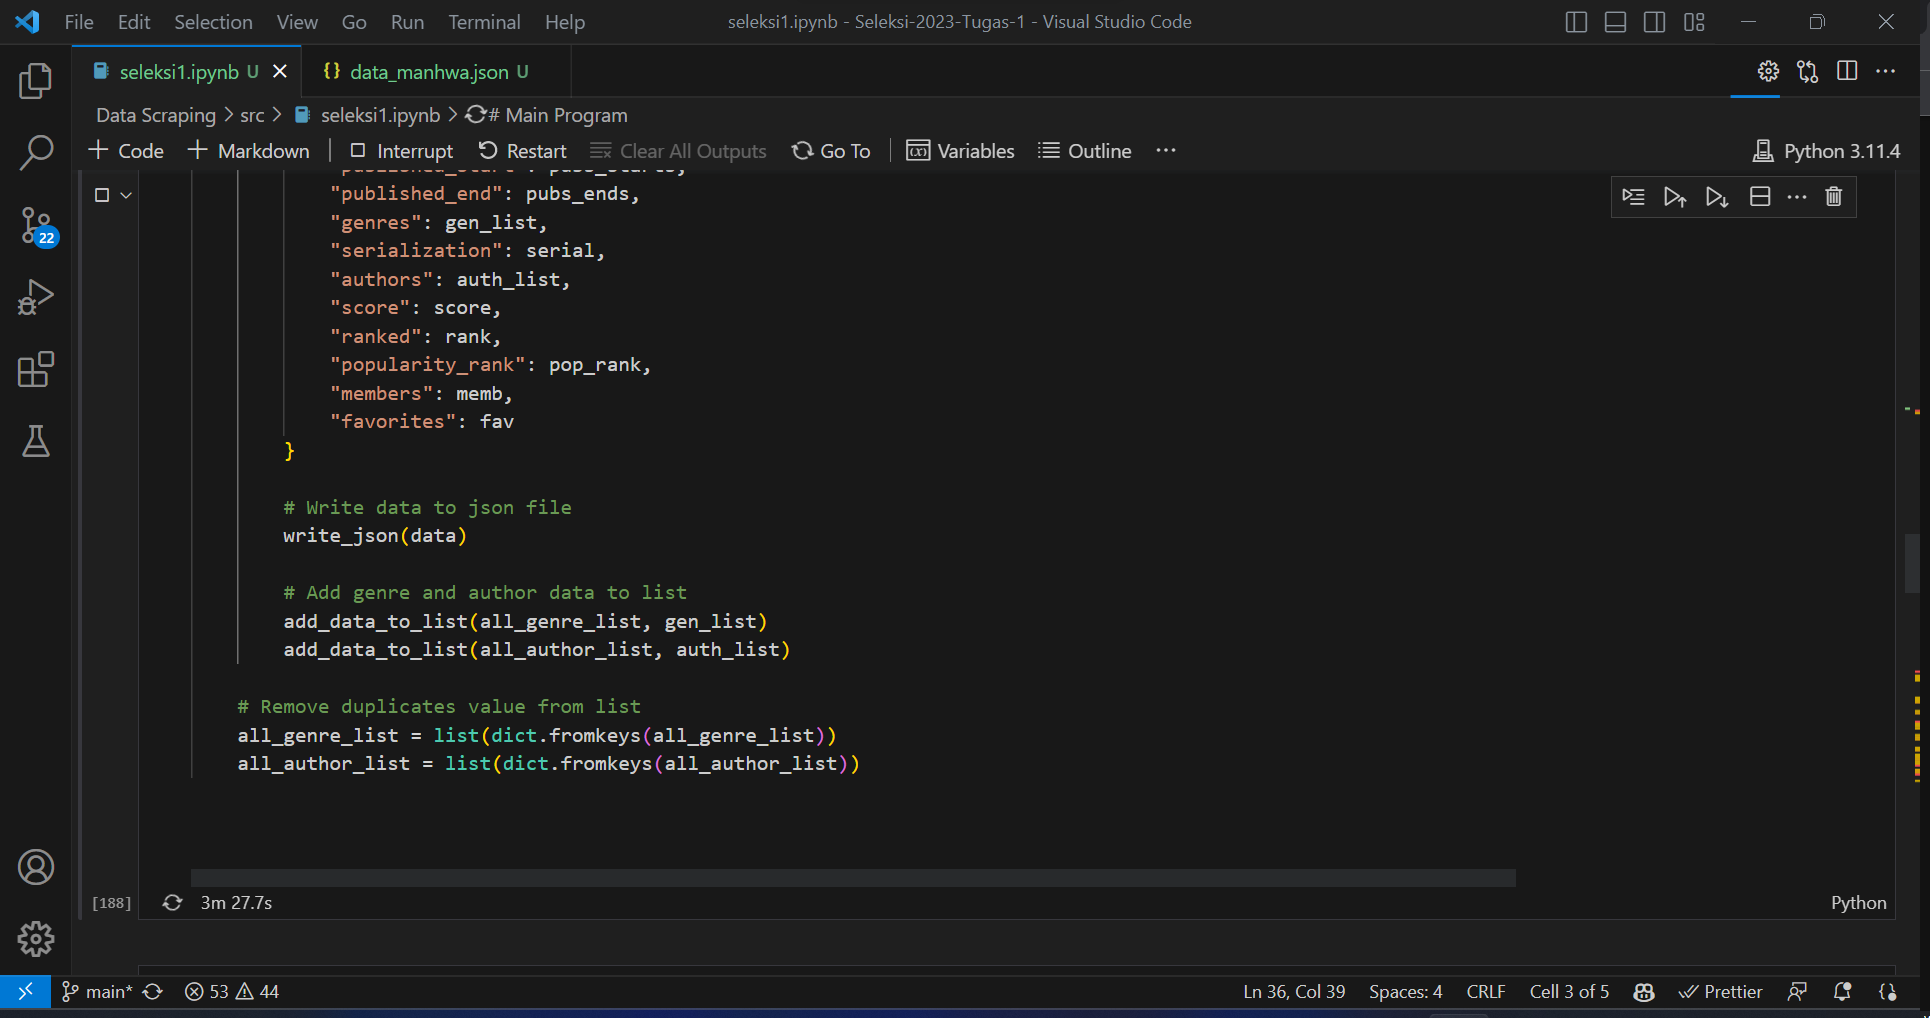 File Edit Selection View Go Run Terminal Help
seleksi1.ipynb - Seleksi-2023-Tugas-1 - Visual Studio Code
seleksi1.ipynb U
{} data_manhwa.json U
Data Scraping > src > seleksi1.ipynb > # Main Program
+ Code + Markdown Interrupt Restart Clear All Outputs Go To Variables Outline ...
Python 3.11.4
22
"published_end": pubs_ends,
"genres": gen_list,
"serialization": serial,
"authors": auth_list,
"score": score,
"ranked": rank,
"popularity_rank": pop_rank,
"members": memb,
"favorites": fav
}
# Write data to json file
write_json(data)
# Add genre and author data to list
add_data_to_list(all_genre_list, gen_list)
add_data_to_list(all_author_list, auth_list)
# Remove duplicates value from list
all_genre_list = list(dict.fromkeys(all_genre_list))
all_author_list = list(dict.fromkeys(all_author_list))
[188] 3m 27.7s
Python
main* 53 44
Ln 36, Col 39 Spaces: 4 CRLF Cell 3 of 5 Prettier